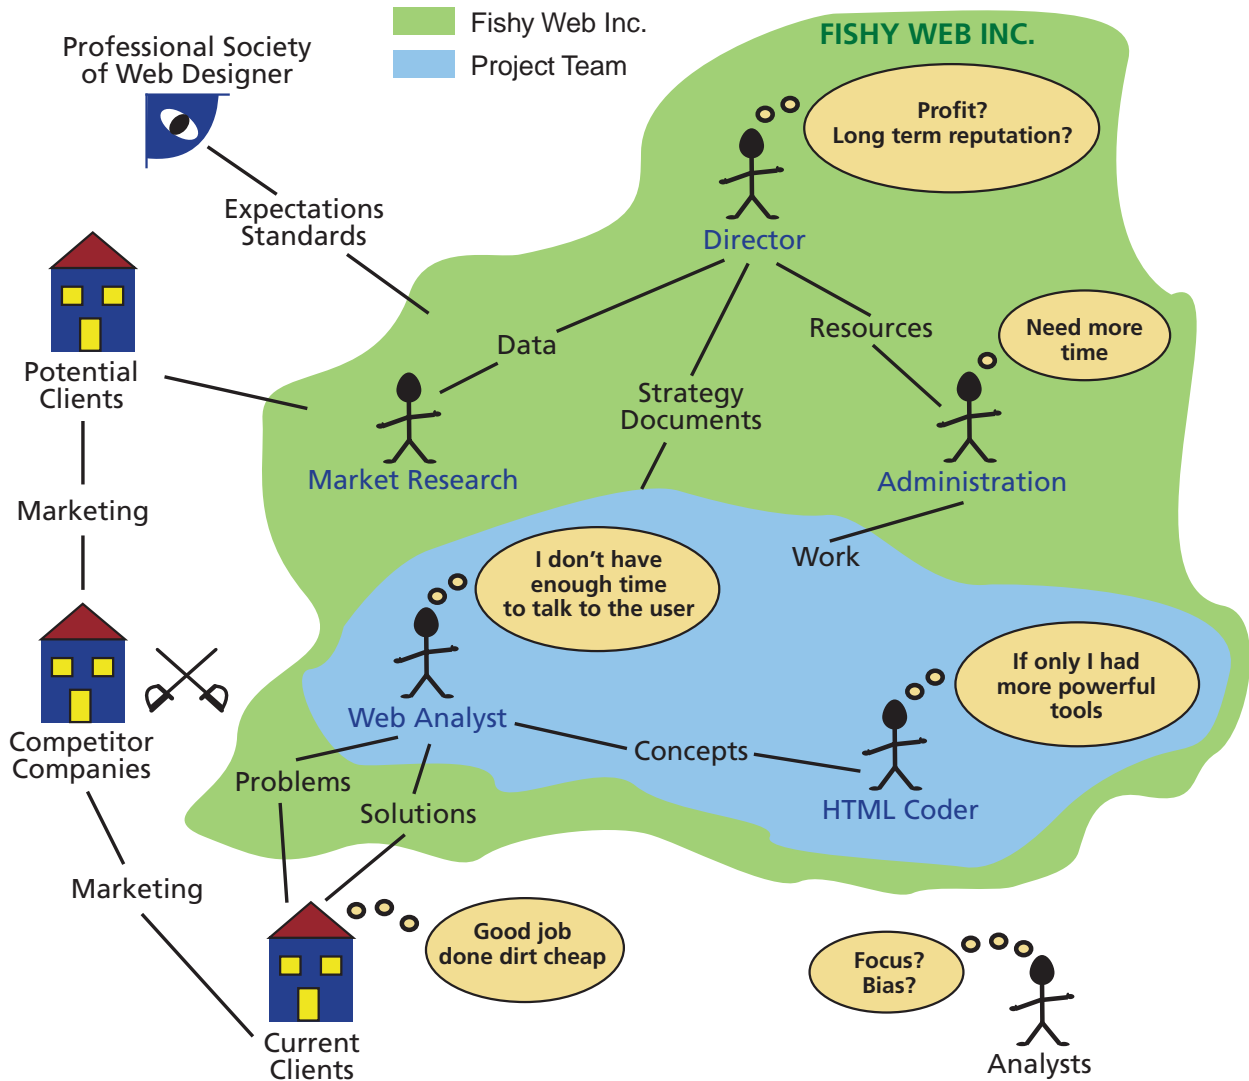 Fishy Web Inc.
Project Team
FISHY WEB INC.
Professional Society
of Web Designer
Profit?
Long term reputation?
Expectations
Standards
Director
Data
Resources
Need more
time
Potential
Clients
Strategy
Documents
Market Research
Administration
Marketing
Work
I don’t have
enough time
to talk to the user
If only I had
more powerful
tools
Web Analyst
Competitor
Companies
Concepts
Problems
Solutions
HTML Coder
Marketing
Good job
done dirt cheap
Focus?
Bias?
Current
Clients
Analysts